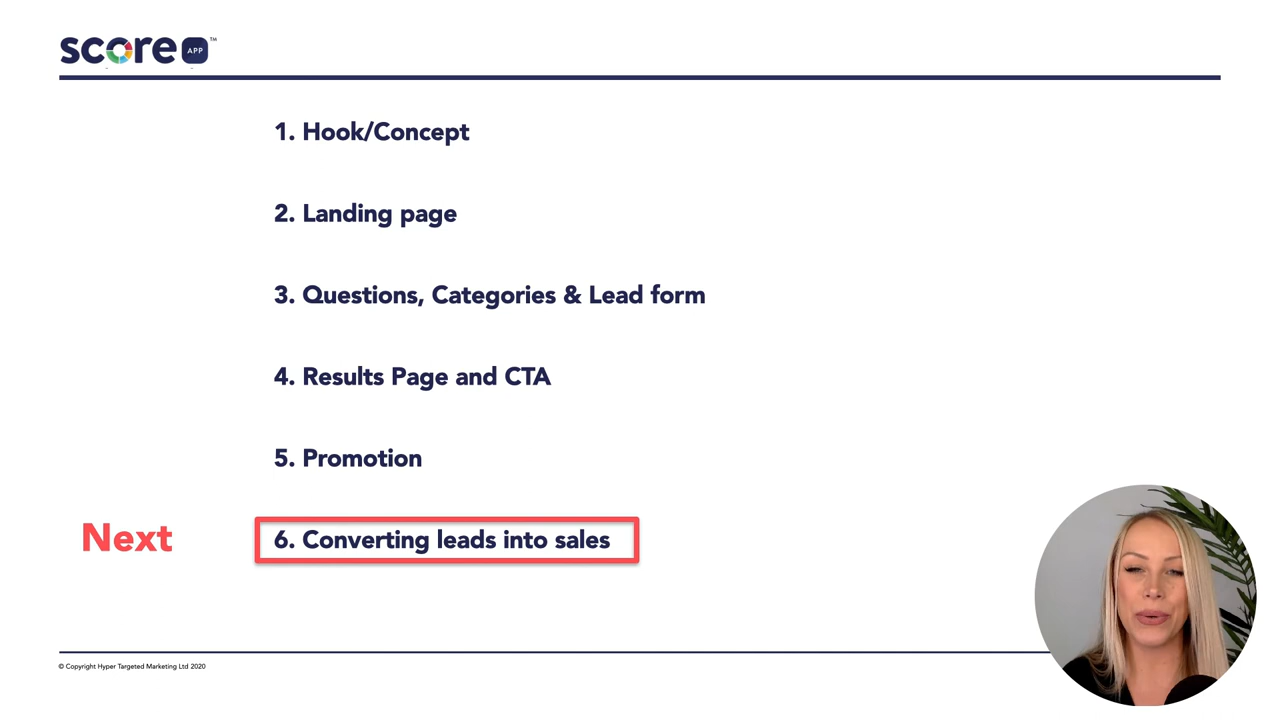 score APP ™
1. Hook/Concept
2. Landing page
3. Questions, Categories & Lead form
4. Results Page and CTA
5. Promotion
Next
6. Converting leads into sales
© Copyright Hyper Targeted Marketing Ltd 2020